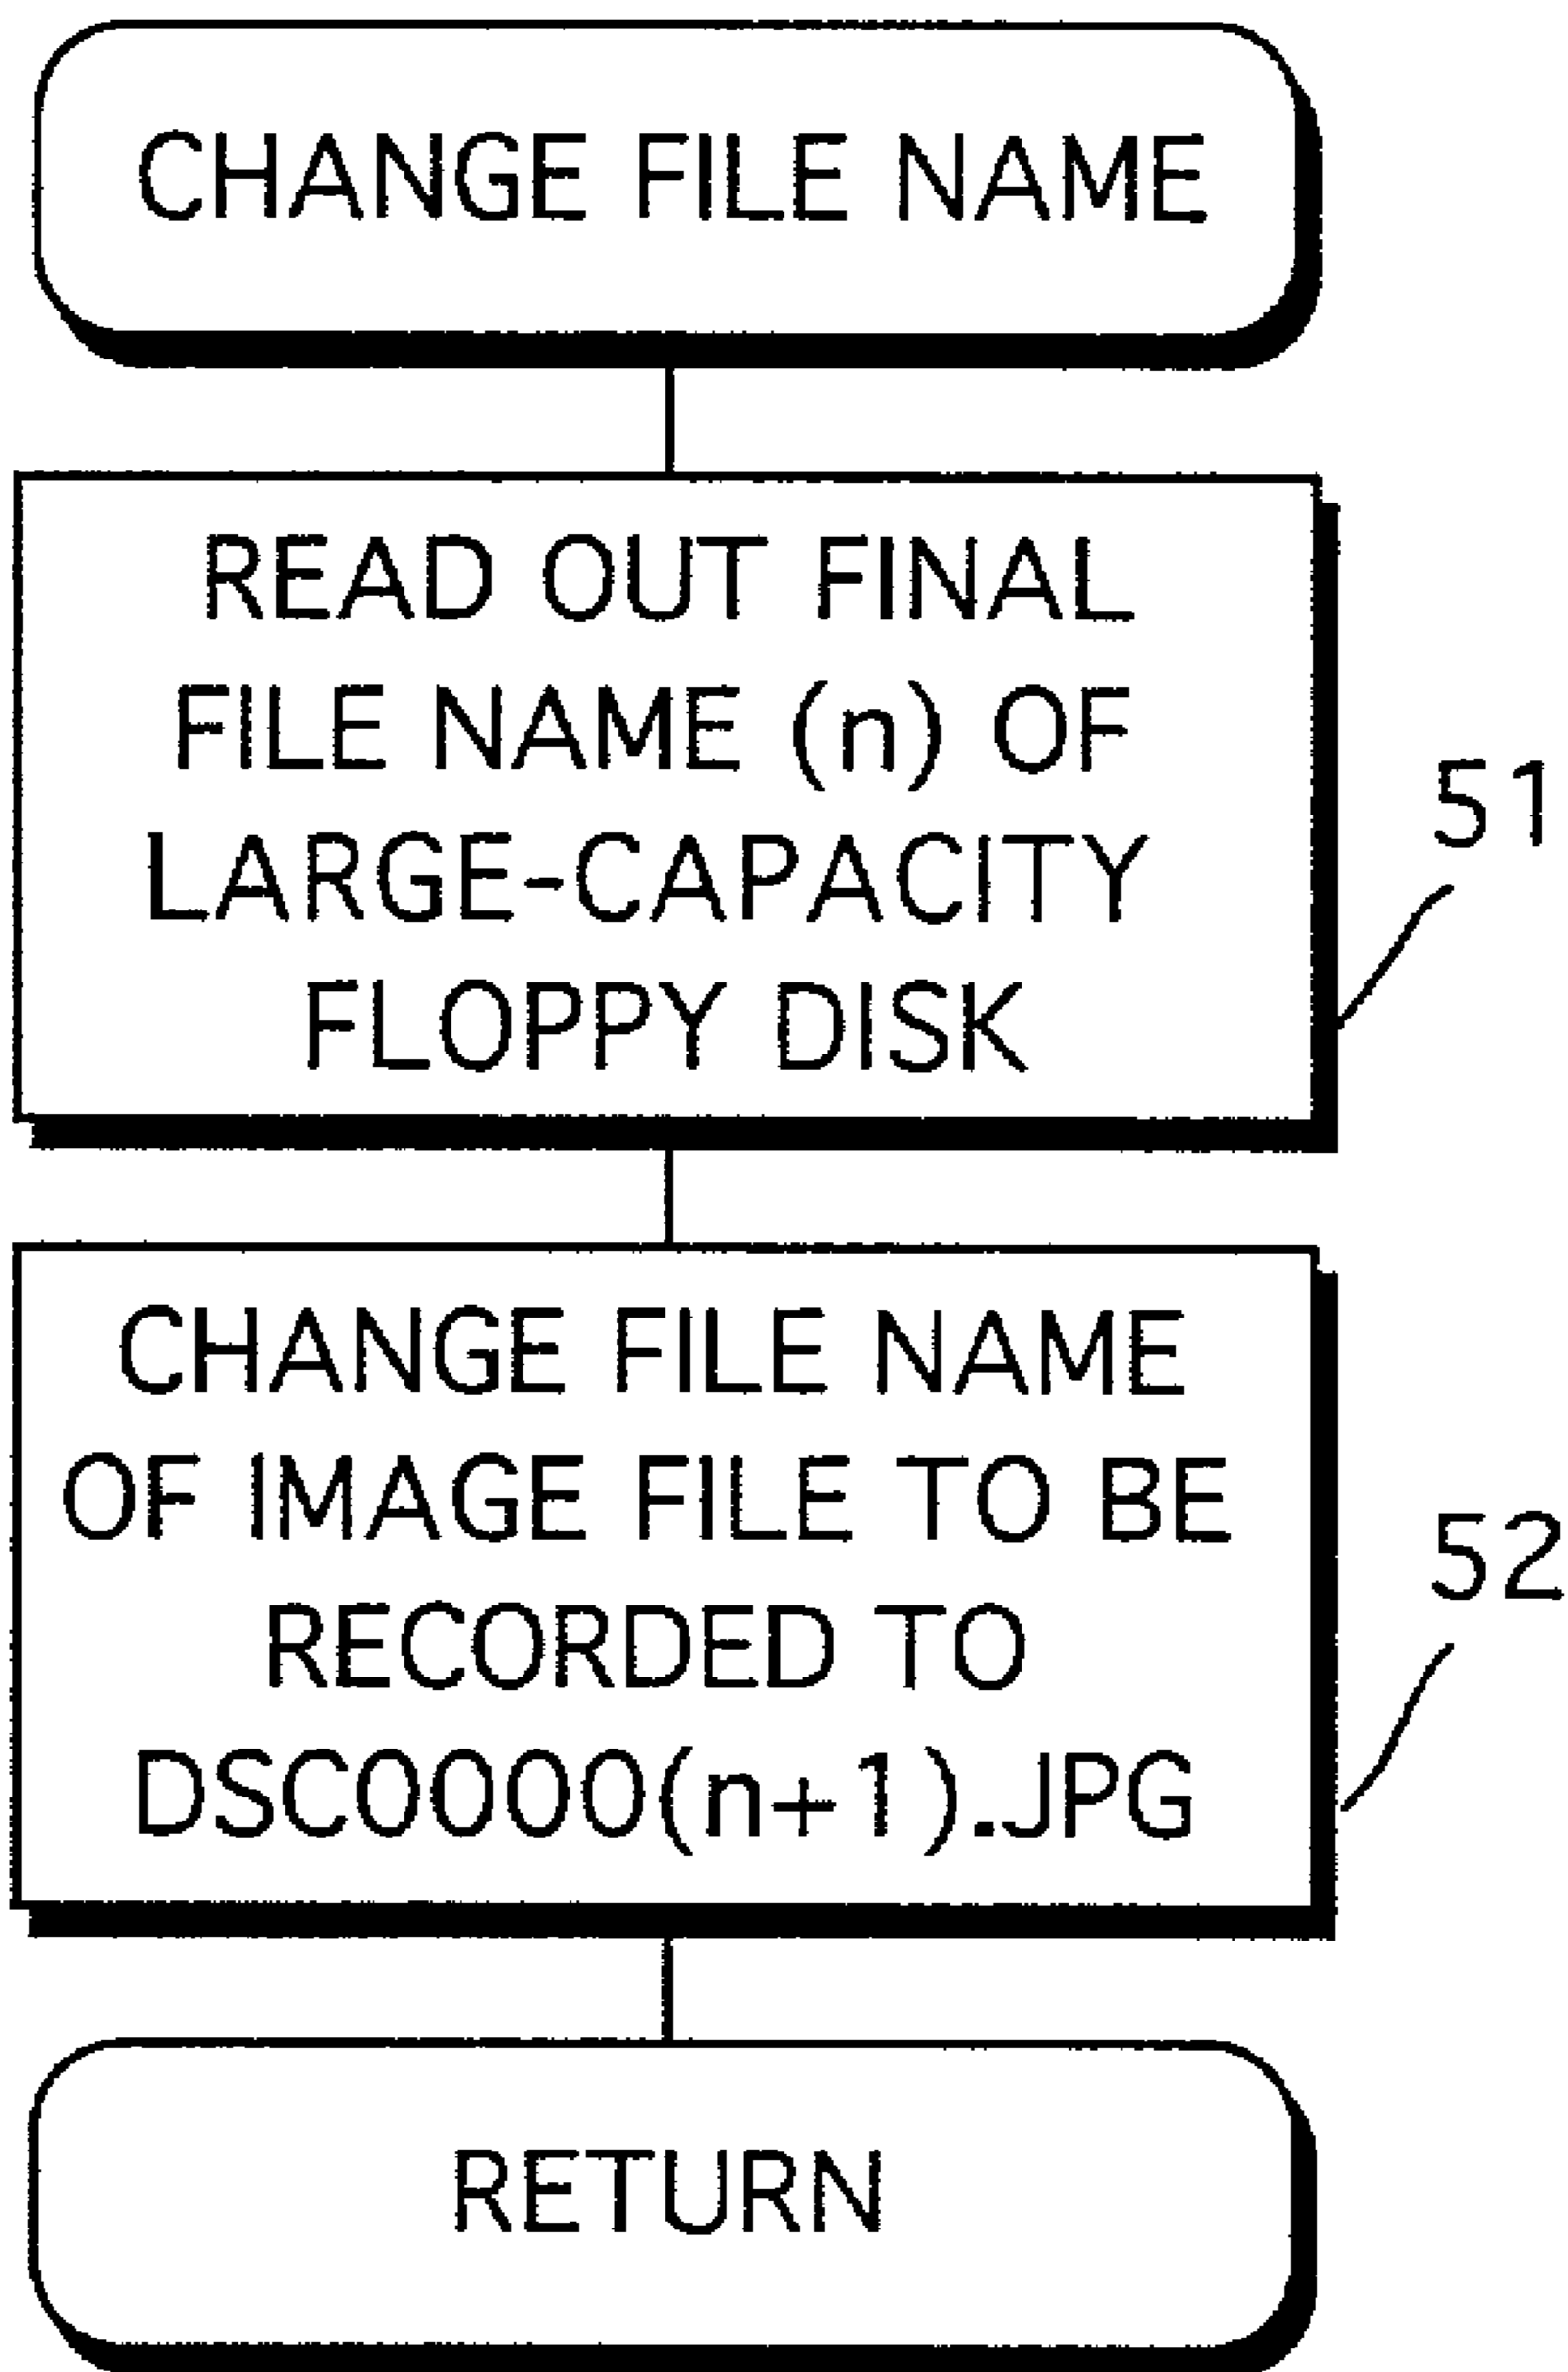 CHANGE FILE NAME
READ OUT FINAL
FILE NAME (n) OF
LARGE-CAPACITY
FLOPPY DISK
51
CHANGE FILE NAME
OF IMAGE FILE TO BE
RECORDED TO
DSC0000(n+1).JPG
52
RETURN